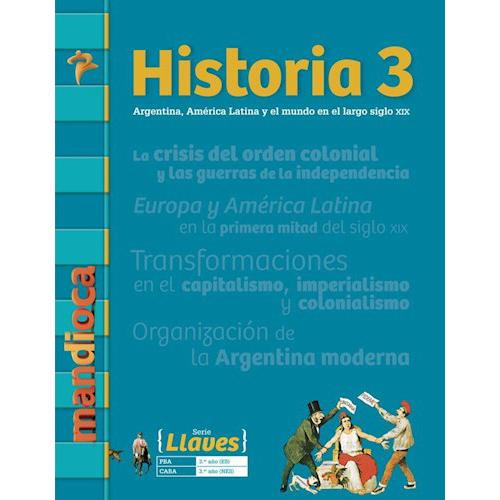 Historia 3
Argentina, América Latina y el mundo en el largo siglo XIX
La crisis del orden colonial
y las guerras de la independencia
Europa y América Latina
en la primera mitad del siglo XIX
Transformaciones
en el capitalismo, imperialismo
y colonialismo
Organización de
la Argentina moderna
mandioca
Serie
{Llaves}
PBA 3.er año (ES)
CABA 3.er año (NES)